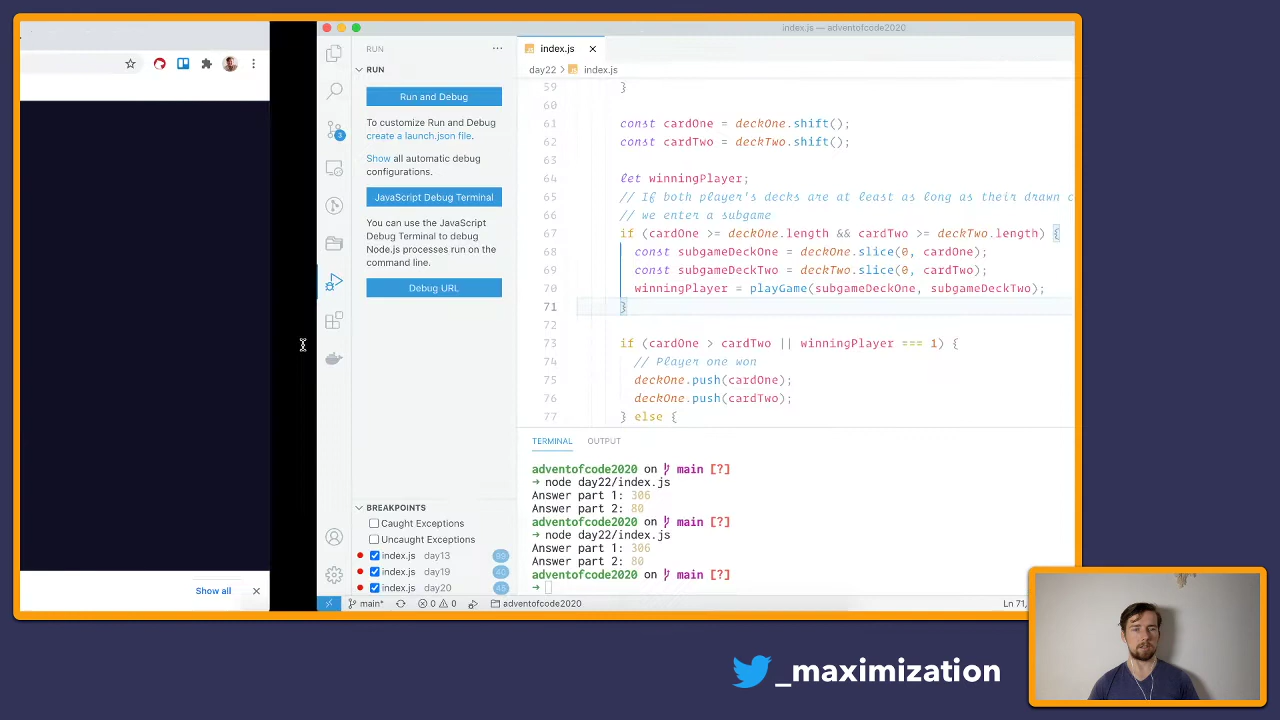 index.js — adventofcode2020
RUN
RUN
Run and Debug
To customize Run and Debug
create a launch.json file.
Show all automatic debug
configurations.
JavaScript Debug Terminal
You can use the JavaScript
Debug Terminal to debug
Node.js processes run on the
command line.
Debug URL
BREAKPOINTS
Caught Exceptions
Uncaught Exceptions
index.js day13
index.js day19
index.js day20
index.js
day22 > index.js
59 }
60
61 const cardOne = deckOne.shift();
62 const cardTwo = deckTwo.shift();
63
64 let winningPlayer;
65 // If both player's decks are at least as long as their drawn c
66 // we enter a subgame
67 if (cardOne >= deckOne.length && cardTwo >= deckTwo.length) {
68 const subgameDeckOne = deckOne.slice(0, cardOne);
69 const subgameDeckTwo = deckTwo.slice(0, cardTwo);
70 winningPlayer = playGame(subgameDeckOne, subgameDeckTwo);
71 }
72
73 if (cardOne > cardTwo || winningPlayer === 1) {
74 // Player one won
75 deckOne.push(cardOne);
76 deckOne.push(cardTwo);
77 } else {
TERMINAL OUTPUT
adventofcode2020 on main [?]
➜ node day22/index.js
Answer part 1: 306
Answer part 2: 80
adventofcode2020 on main [?]
➜ node day22/index.js
Answer part 1: 306
Answer part 2: 80
adventofcode2020 on main [?]
➜
3
Show all
main* 0 0 adventofcode2020 Ln 71,
_maximization